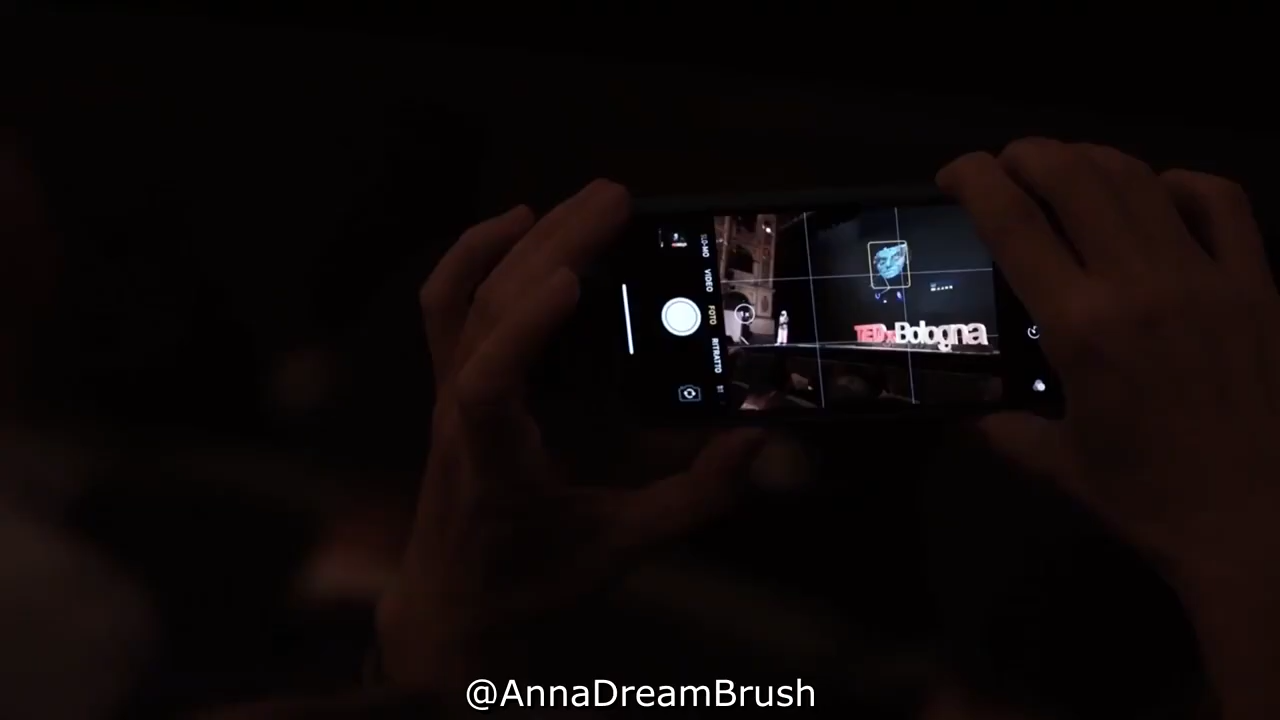 SLO-MO
VIDEO
FOTO
RITRATTO
TEDxBologna
@AnnaDreamBrush